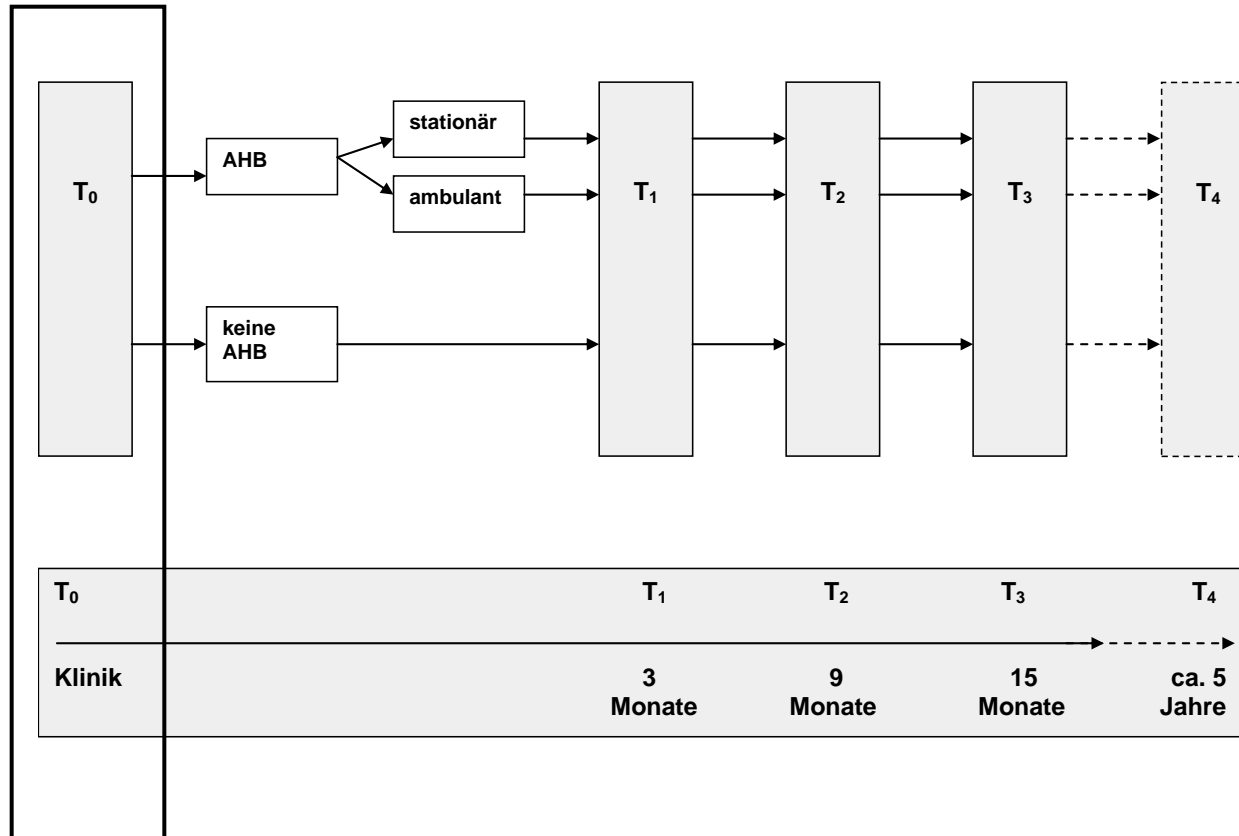 stationär
AHB
ambulant
T₀
T₁
T₂
T₃
T₄
keine
AHB
T₀ T₁ T₂ T₃ T₄
Klinik 3 9 15 ca. 5
Monate Monate Monate Jahre